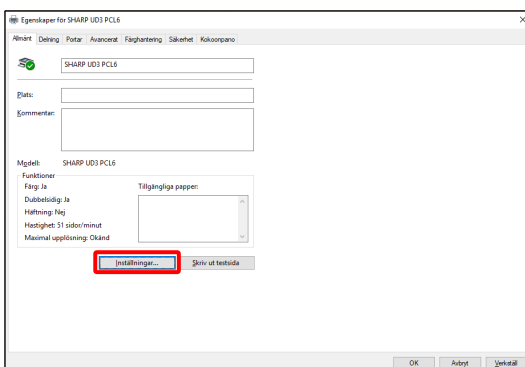 Egenskaper för SHARP UD3 PCL6
Allmänt Delning Portar Avancerat Färghantering Säkerhet Kokoonpano
SHARP UD3 PCL6
Plats:
Kommentar:
Modell: SHARP UD3 PCL6
Funktioner
Färg: Ja Tillgängliga papper:
Dubbelsidig: Ja
Häftning: Nej
Hastighet: 51 sidor/minut
Maximal upplösning: Okänd
Inställningar... Skriv ut testsida
OK Avbryt Verkställ